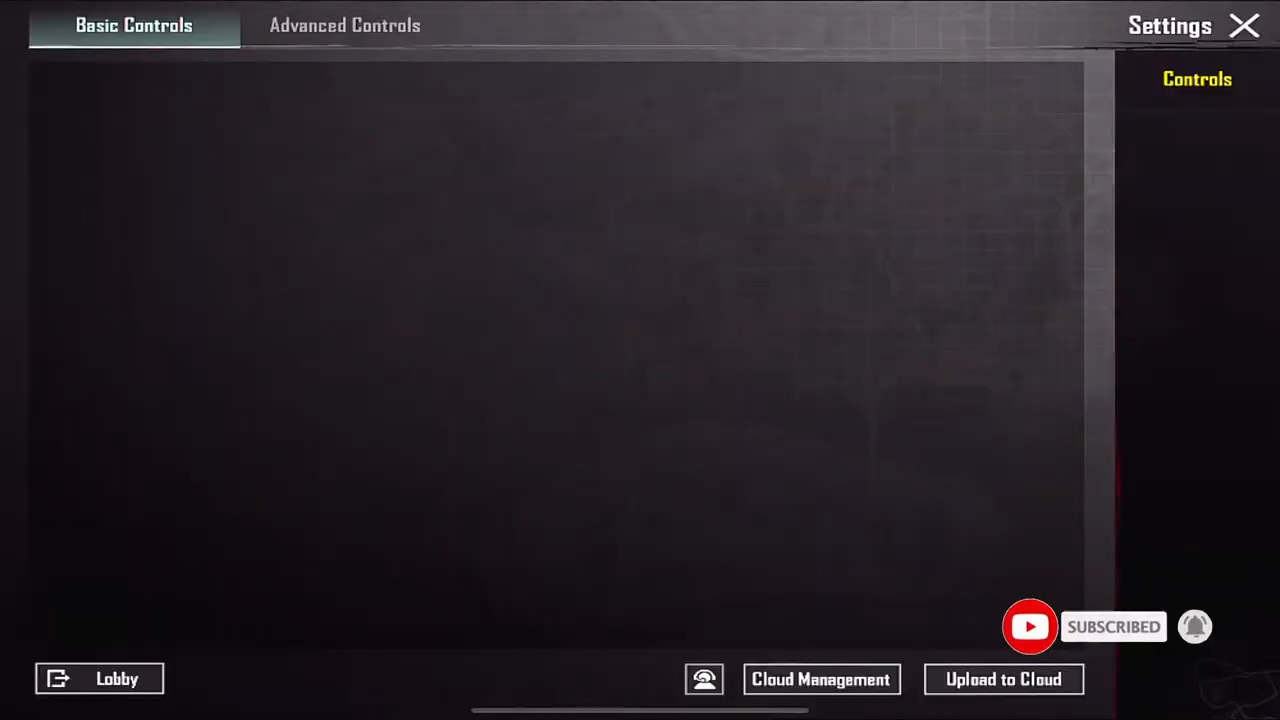 Basic Controls
Advanced Controls
Settings
Controls
SUBSCRIBED
Lobby
Cloud Management
Upload to Cloud